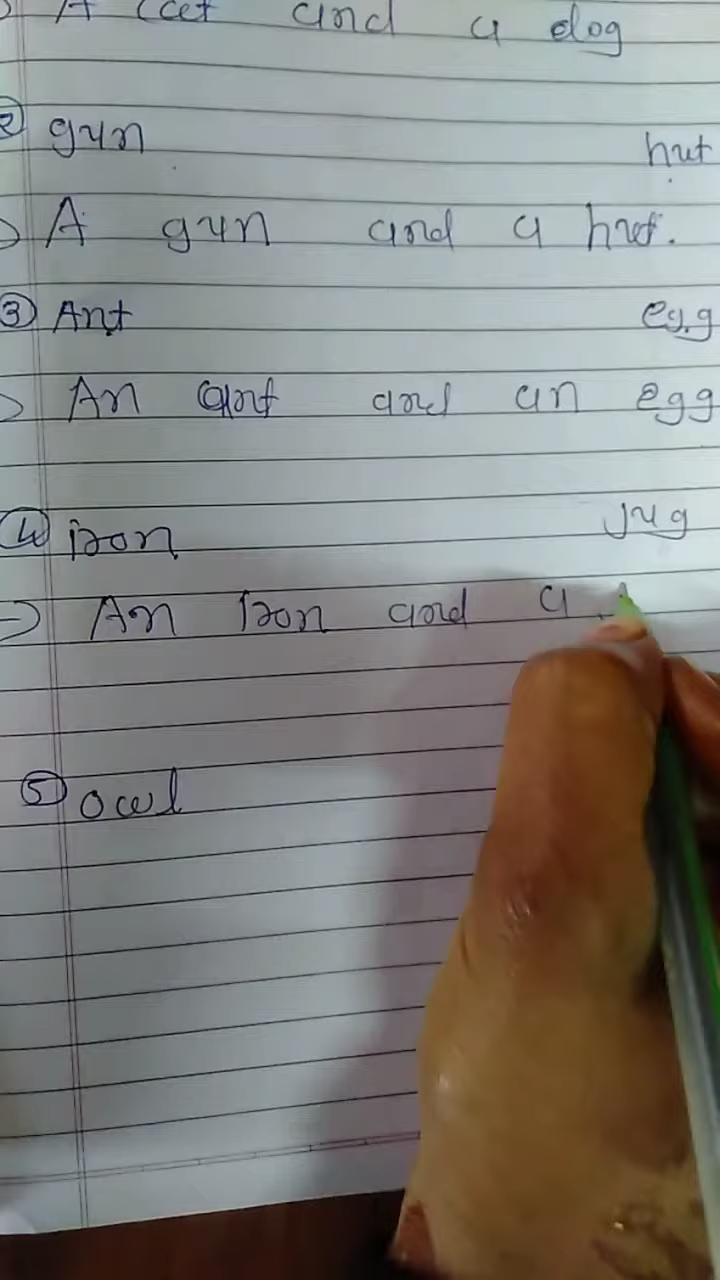 A cat and a dog
२ gun hut
A gun and a hut.
③ Ant egg
An ant and an egg
④ iron jug
An Iron and a
⑤ owl